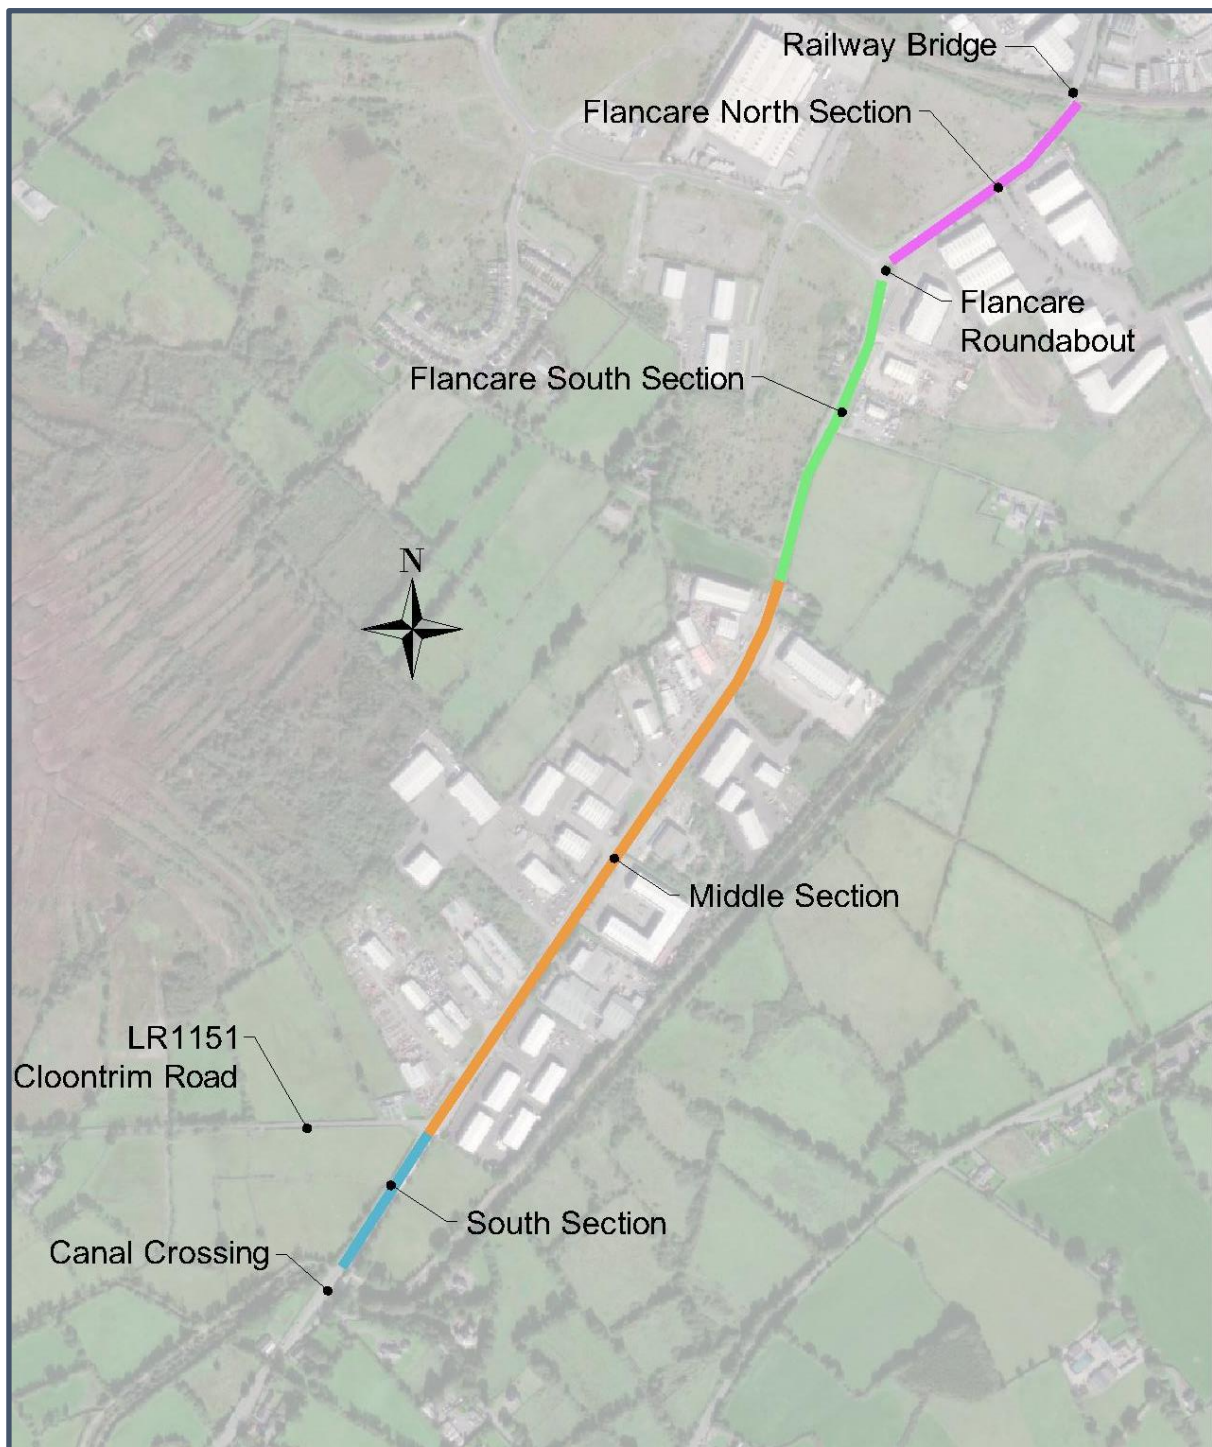 Railway Bridge
Flancare North Section
Flancare
Roundabout
Flancare South Section
N
Middle Section
LR1151
Cloontrim Road
South Section
Canal Crossing